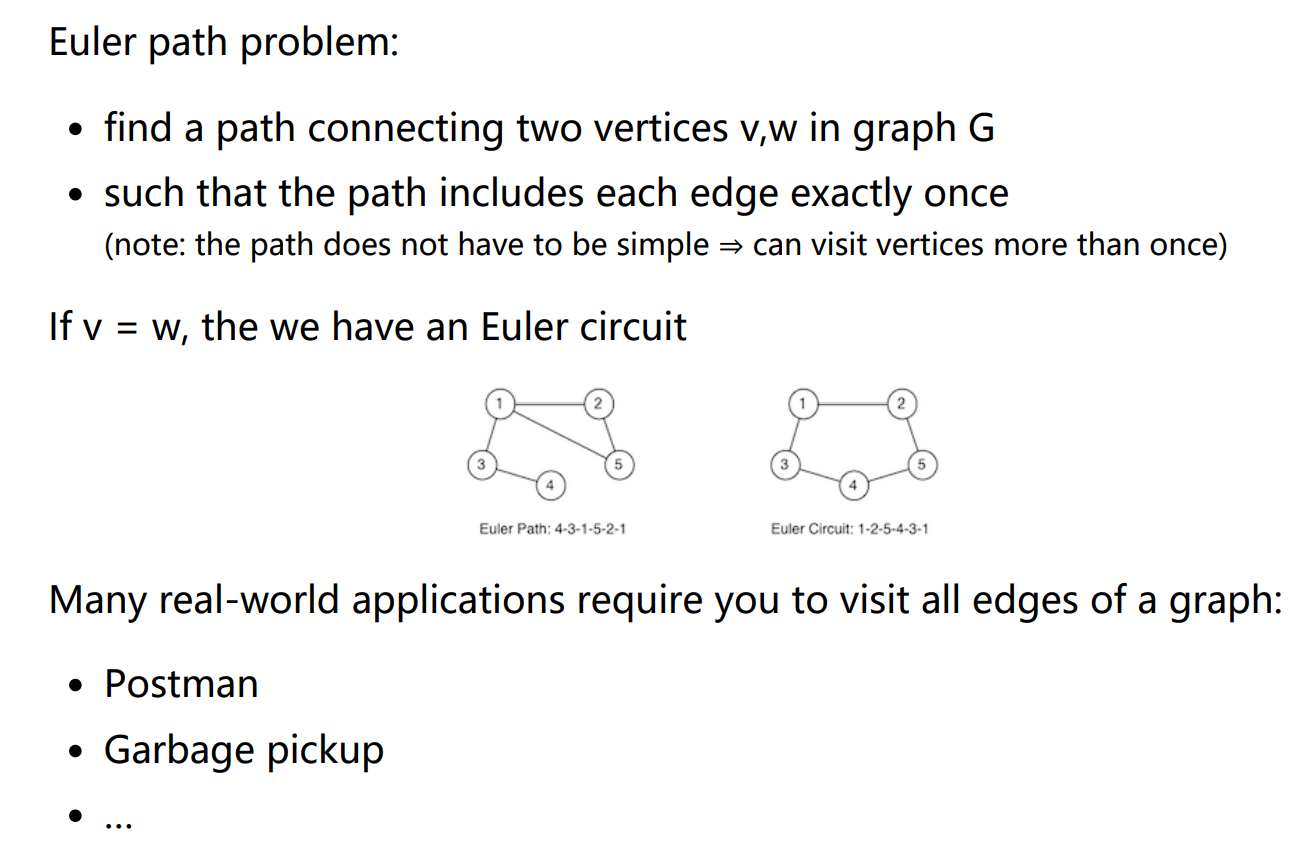 Euler path problem:
• find a path connecting two vertices v,w in graph G
• such that the path includes each edge exactly once
(note: the path does not have to be simple ⇒ can visit vertices more than once)
If v = w, the we have an Euler circuit
1 2
3 5
4
Euler Path: 4-3-1-5-2-1
1 2
3 5
4
Euler Circuit: 1-2-5-4-3-1
Many real-world applications require you to visit all edges of a graph:
• Postman
• Garbage pickup
• ...